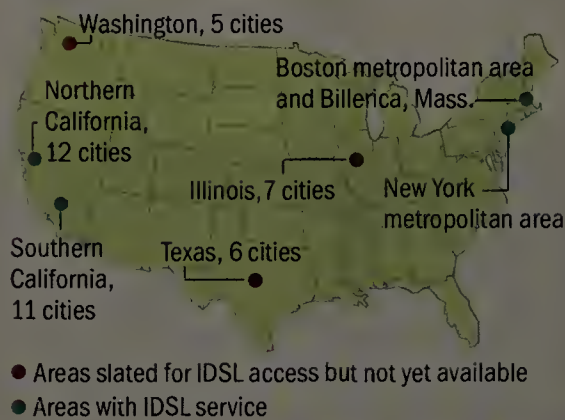 Washington, 5 cities
Boston metropolitan area
and Billerica, Mass.
Northern
California,
12 cities
Illinois, 7 cities
New York
metropolitan area
Southern
California,
11 cities
Texas, 6 cities
Areas slated for IDSL access but not yet available
Areas with IDSL service